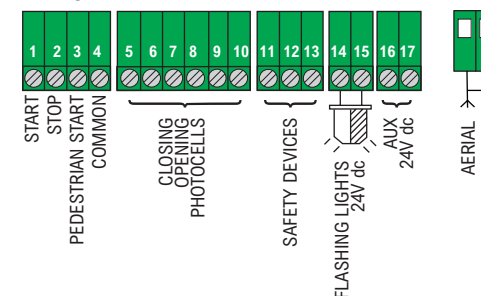 1 2 3 4 5 6 7 8 9 10 11 12 13 14 15 16 17
START
STOP
PEDESTRIAN START
COMMON
CLOSING
OPENING
PHOTOCELLS
SAFETY DEVICES
FLASHING LIGHTS
24V dc
AUX
24V dc
AERIAL